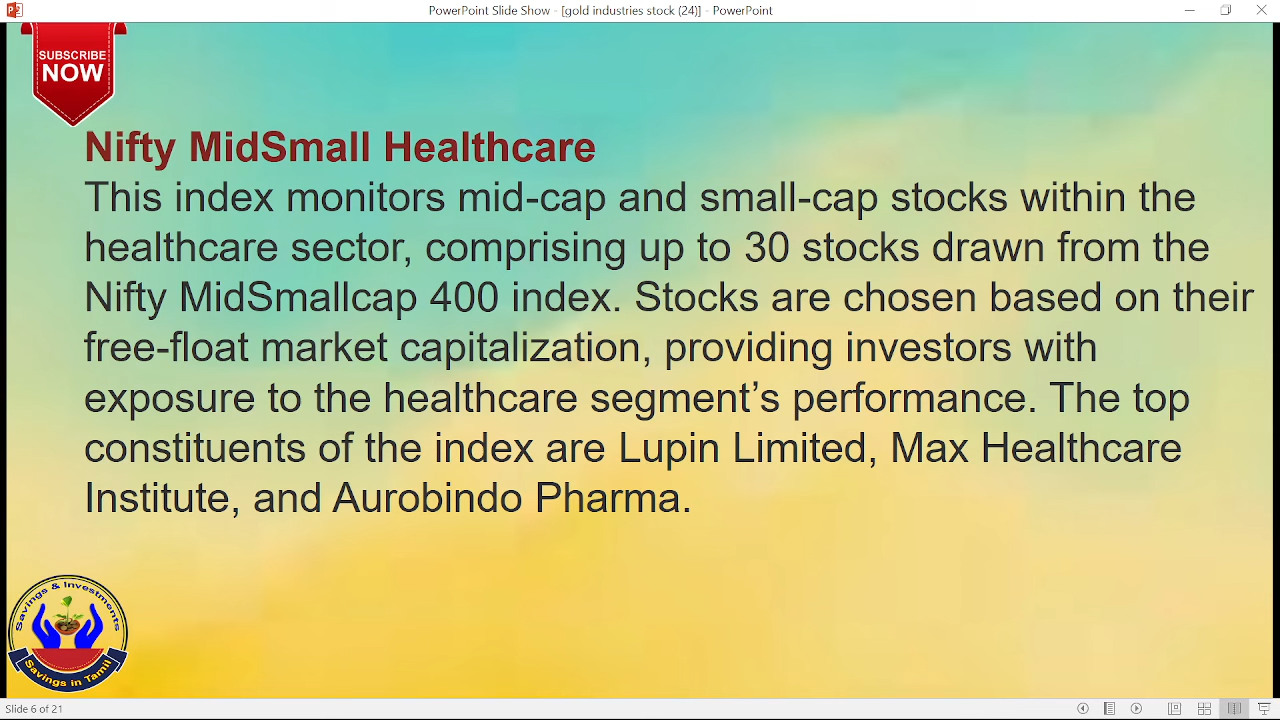 PowerPoint Slide Show - [gold industries stock (24)] - PowerPoint
SUBSCRIBE
NOW
Nifty MidSmall Healthcare
This index monitors mid-cap and small-cap stocks within the
healthcare sector, comprising up to 30 stocks drawn from the
Nifty MidSmallcap 400 index. Stocks are chosen based on their
free-float market capitalization, providing investors with
exposure to the healthcare segment’s performance. The top
constituents of the index are Lupin Limited, Max Healthcare
Institute, and Aurobindo Pharma.
Savings & Investments
Savings in Tamil
Slide 6 of 21